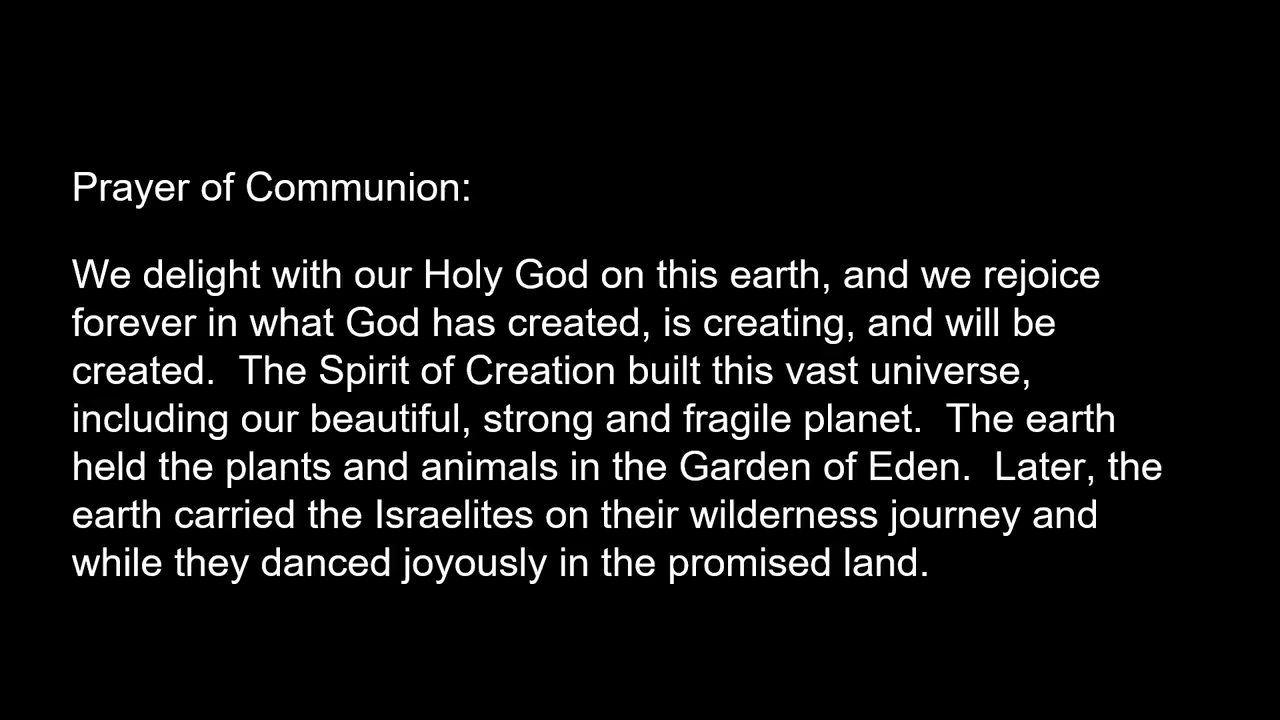 Prayer of Communion:
We delight with our Holy God on this earth, and we rejoice
forever in what God has created, is creating, and will be
created.  The Spirit of Creation built this vast universe,
including our beautiful, strong and fragile planet.  The earth
held the plants and animals in the Garden of Eden.  Later, the
earth carried the Israelites on their wilderness journey and
while they danced joyously in the promised land.